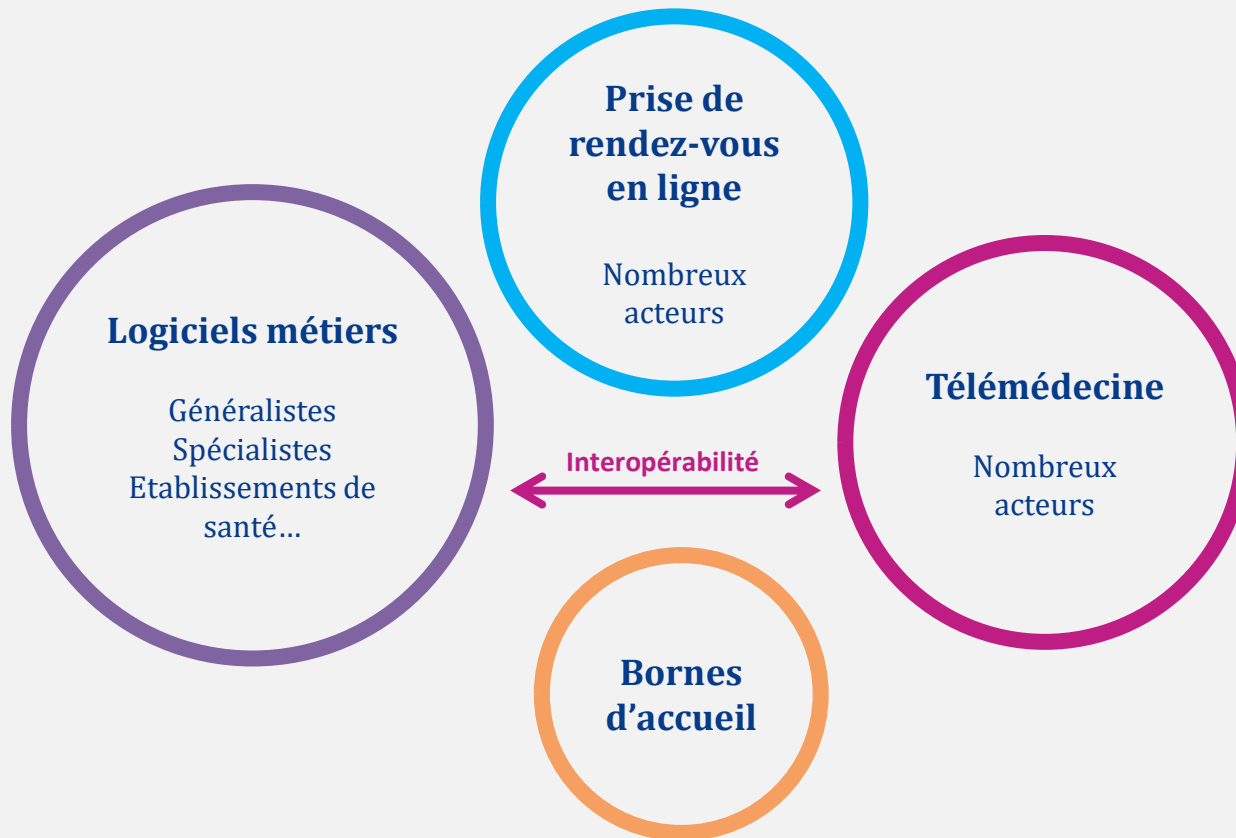 Prise de
rendez-vous
en ligne
Nombreux
acteurs
Logiciels métiers
Généralistes
Spécialistes
Etablissements de
santé…
Interopérabilité
Télémédecine
Nombreux
acteurs
Bornes
d’accueil